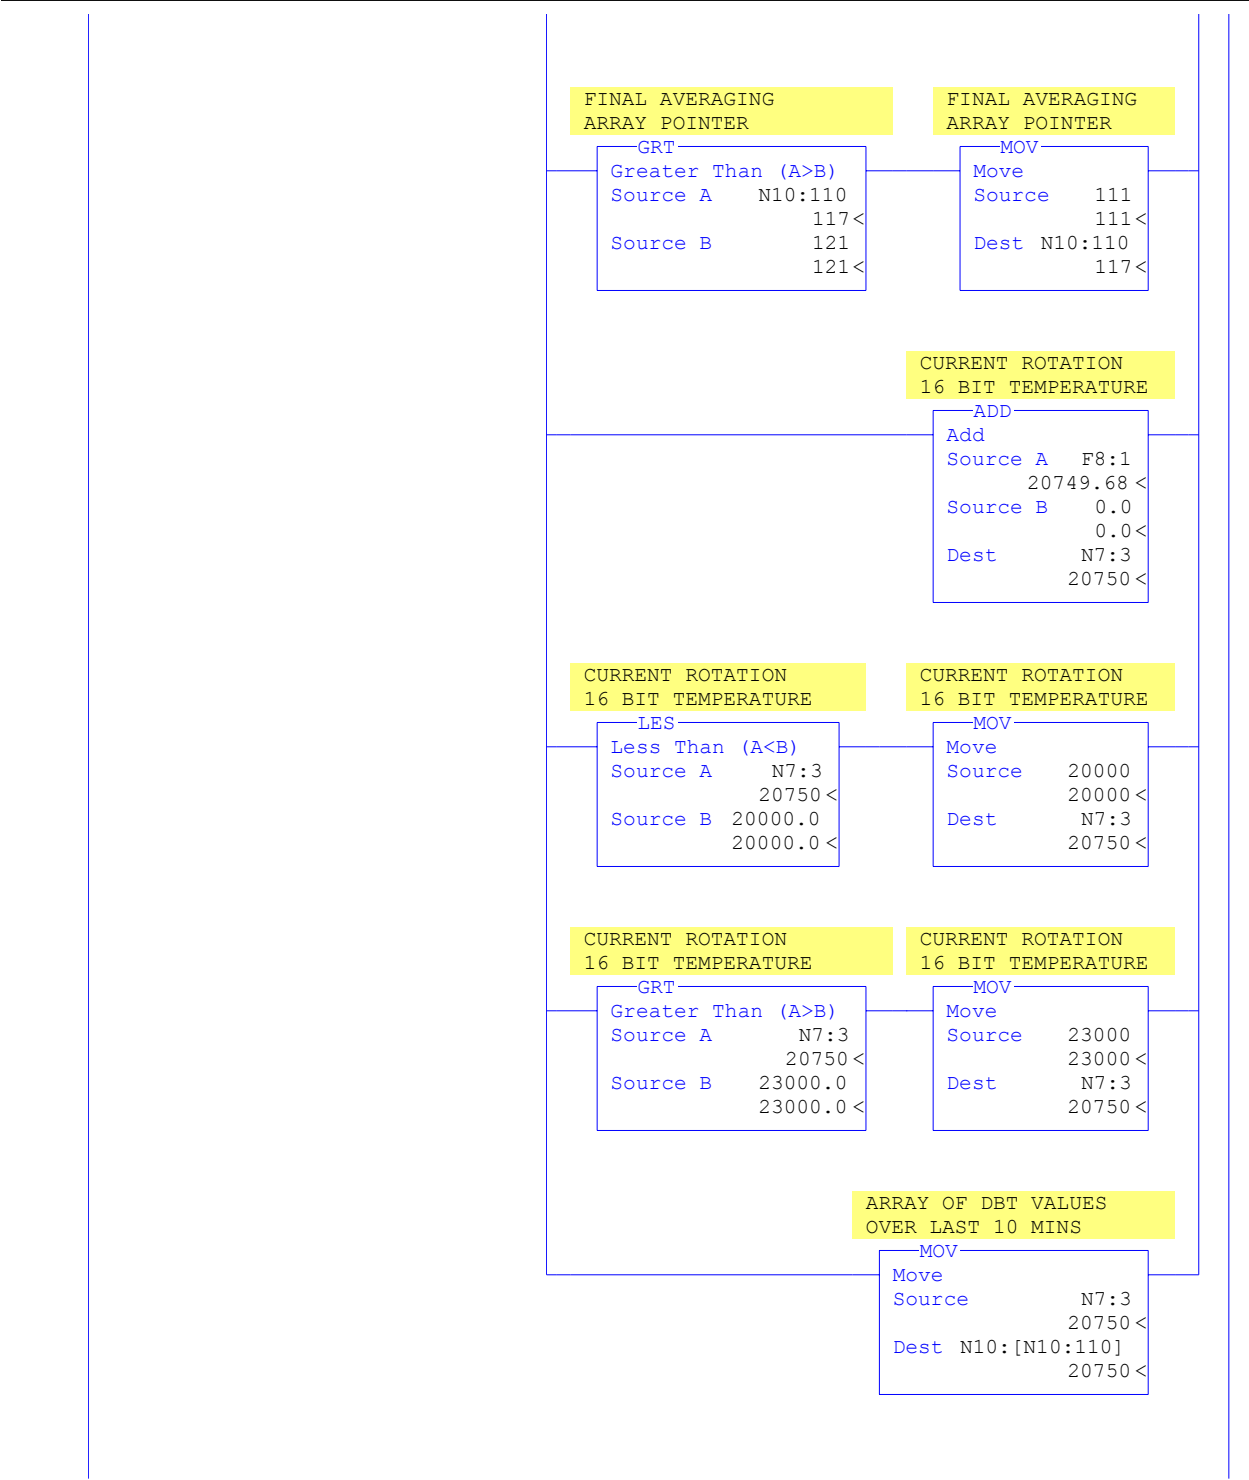 FINAL AVERAGING
ARRAY POINTER
GRT
Greater Than (A>B)
Source A N10:110
117<
Source B 121
121<
FINAL AVERAGING
ARRAY POINTER
MOV
Move
Source 111
111<
Dest N10:110
117<
CURRENT ROTATION
16 BIT TEMPERATURE
ADD
Add
Source A F8:1
20749.68<
Source B 0.0
0.0<
Dest N7:3
20750<
CURRENT ROTATION
16 BIT TEMPERATURE
LES
Less Than (A<B)
Source A N7:3
20750<
Source B 20000.0
20000.0<
CURRENT ROTATION
16 BIT TEMPERATURE
MOV
Move
Source 20000
20000<
Dest N7:3
20750<
CURRENT ROTATION
16 BIT TEMPERATURE
GRT
Greater Than (A>B)
Source A N7:3
20750<
Source B 23000.0
23000.0<
CURRENT ROTATION
16 BIT TEMPERATURE
MOV
Move
Source 23000
23000<
Dest N7:3
20750<
ARRAY OF DBT VALUES
OVER LAST 10 MINS
MOV
Move
Source N7:3
20750<
Dest N10:[N10:110]
20750<